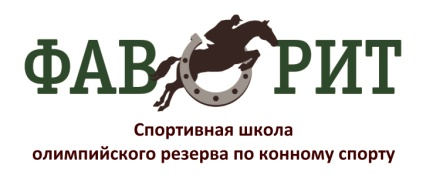 ФАВОРИТ
Спортивная школа
олимпийского резерва по конному спорту